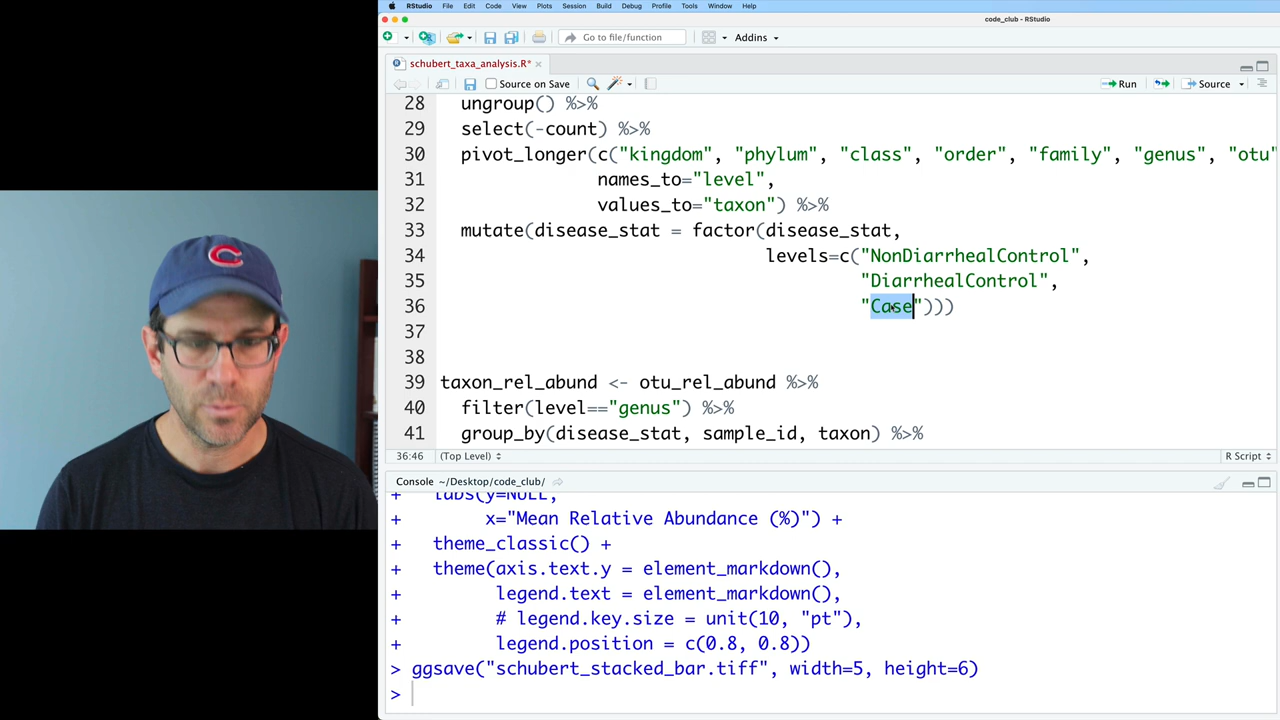 RStudio File Edit Code View Plots Session Build Debug Profile Tools Window Help
code_club - RStudio
Go to file/function Addins
schubert_taxa_analysis.R*
Source on Save Run Source
28 ungroup() %>%
29 select(-count) %>%
30 pivot_longer(c("kingdom", "phylum", "class", "order", "family", "genus", "otu"
31 names_to="level",
32 values_to="taxon") %>%
33 mutate(disease_stat = factor(disease_stat,
34 levels=c("NonDiarrhealControl",
35 "DiarrhealControl",
36 "Case")))
37
38
39 taxon_rel_abund <- otu_rel_abund %>%
40 filter(level=="genus") %>%
41 group_by(disease_stat, sample_id, taxon) %>%
36:46 (Top Level) R Script
Console ~/Desktop/code_club/
+ labs(y=NULL,
+ x="Mean Relative Abundance (%)") +
+ theme_classic() +
+ theme(axis.text.y = element_markdown(),
+ legend.text = element_markdown(),
+ # legend.key.size = unit(10, "pt"),
+ legend.position = c(0.8, 0.8))
> ggsave("schubert_stacked_bar.tiff", width=5, height=6)
>